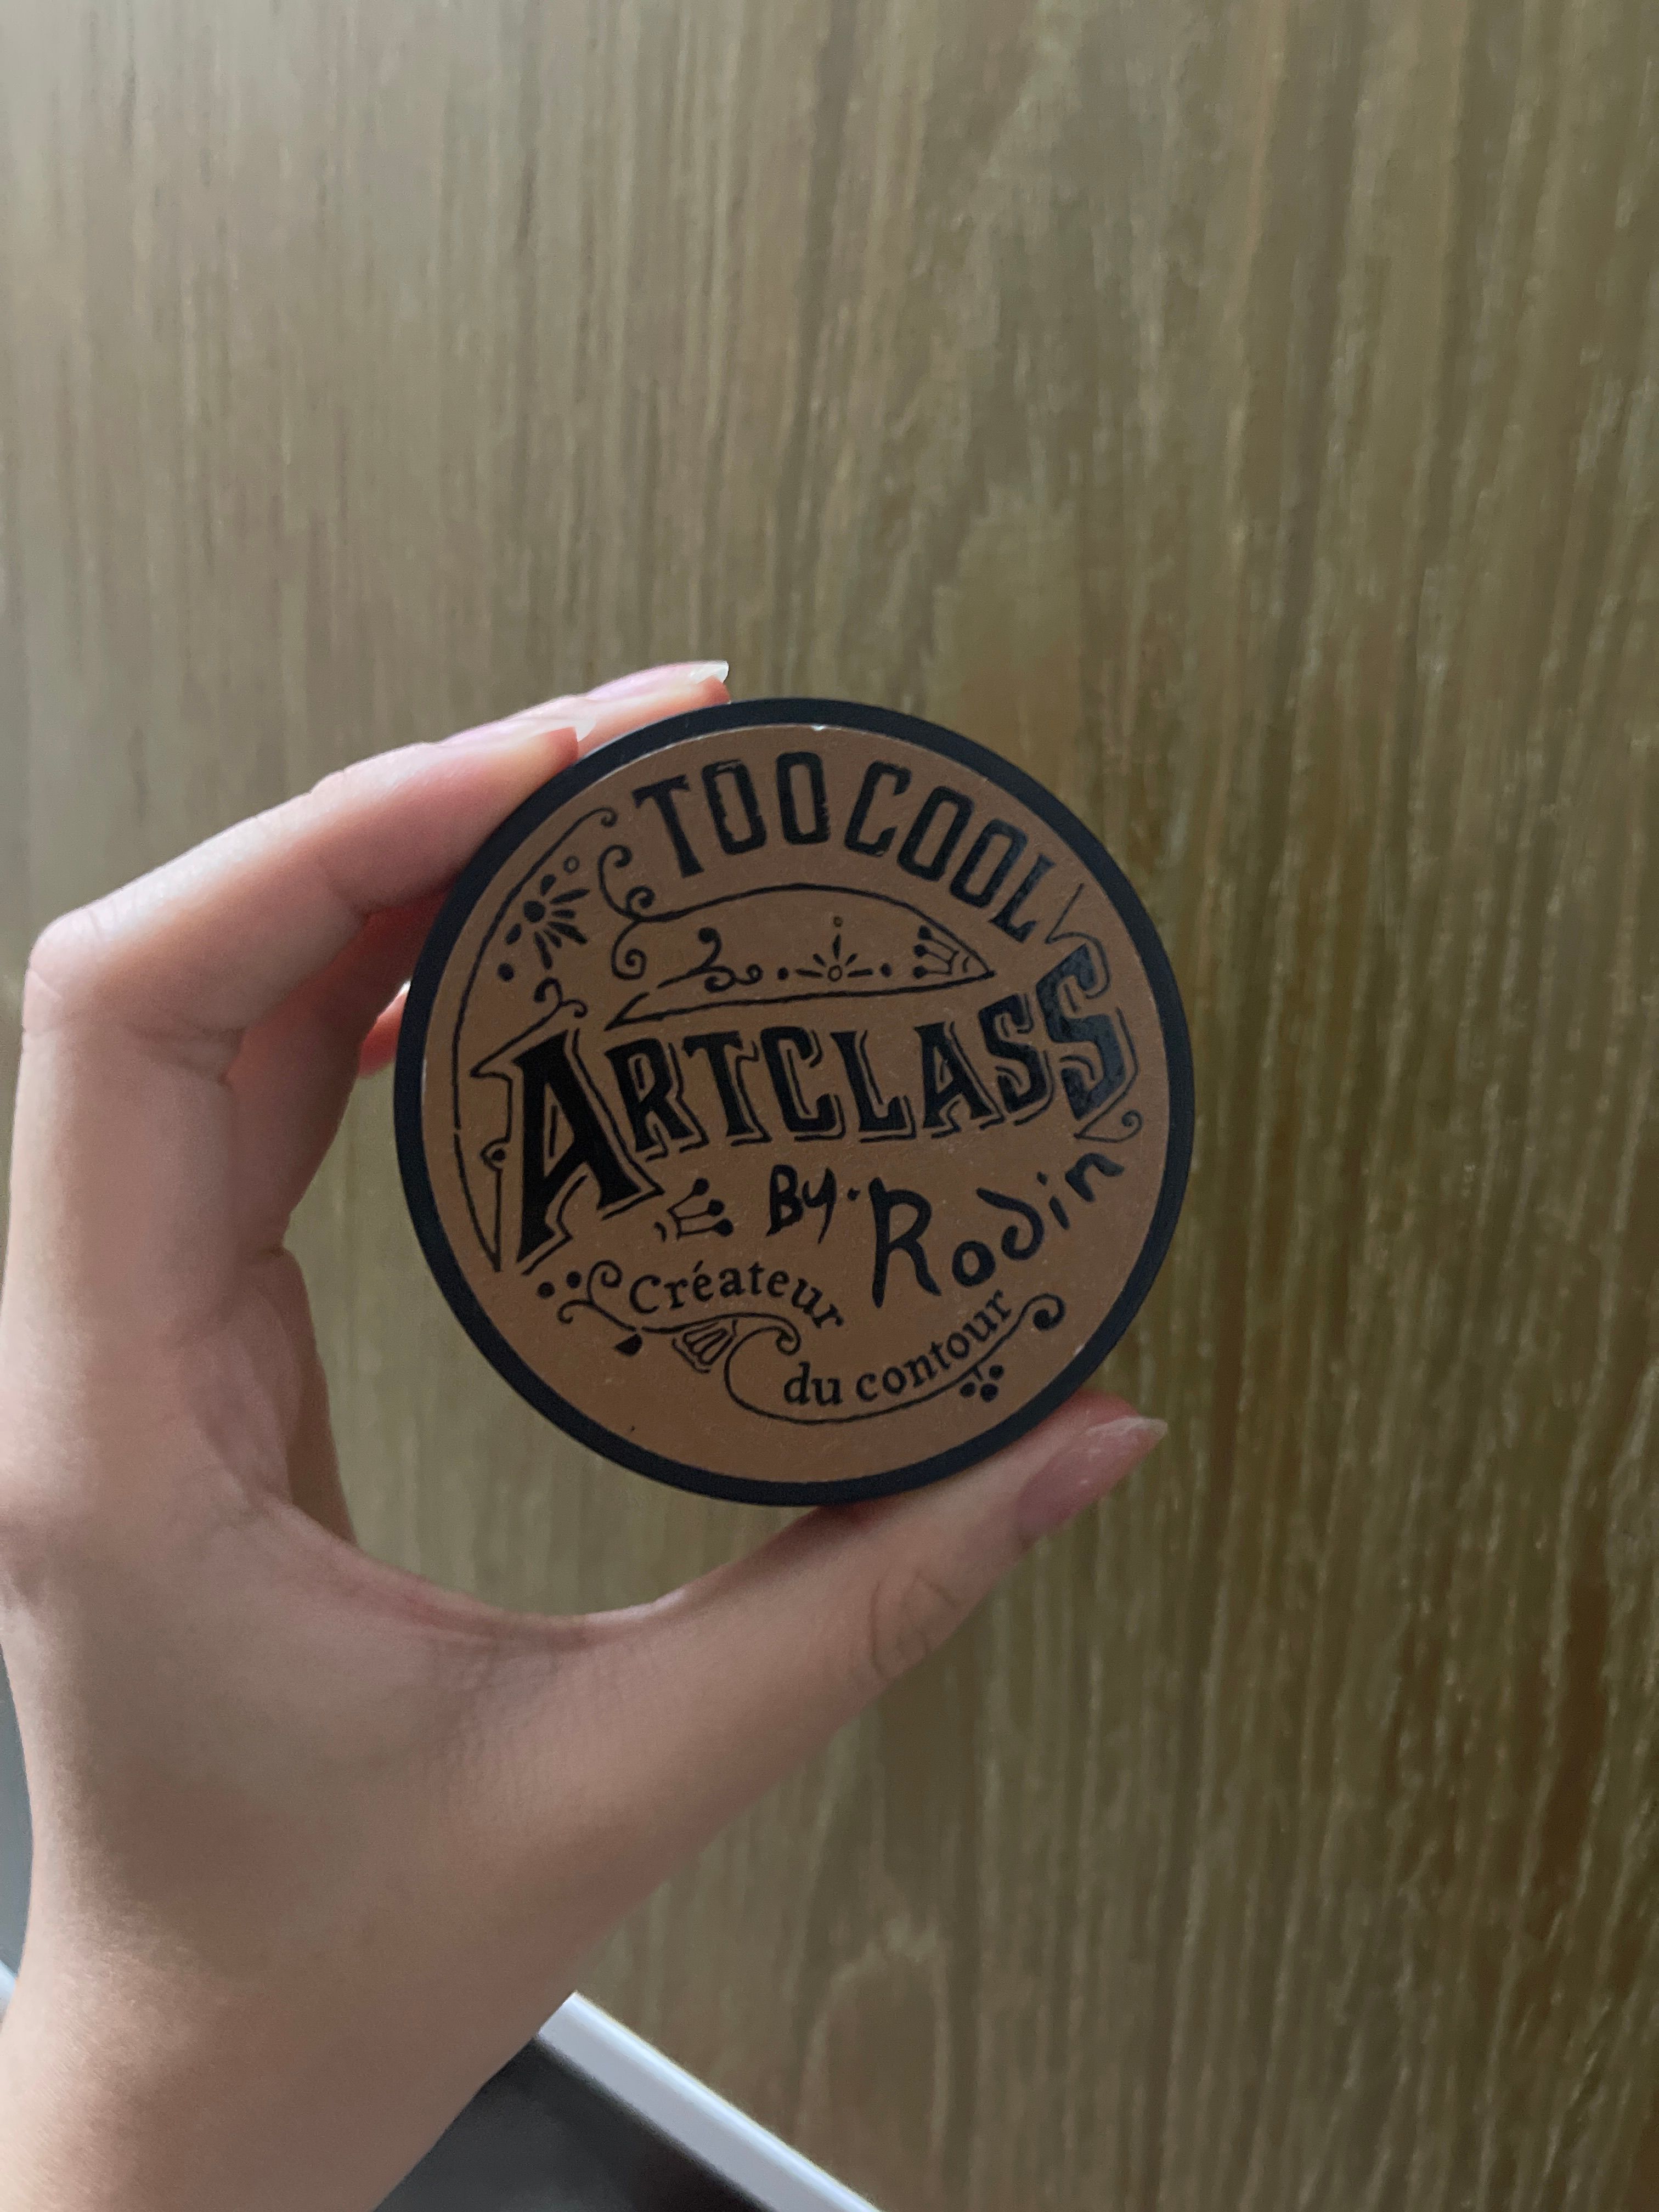 TOO COOL
ARTCLASS
By. Rodin
Créateur
du contour